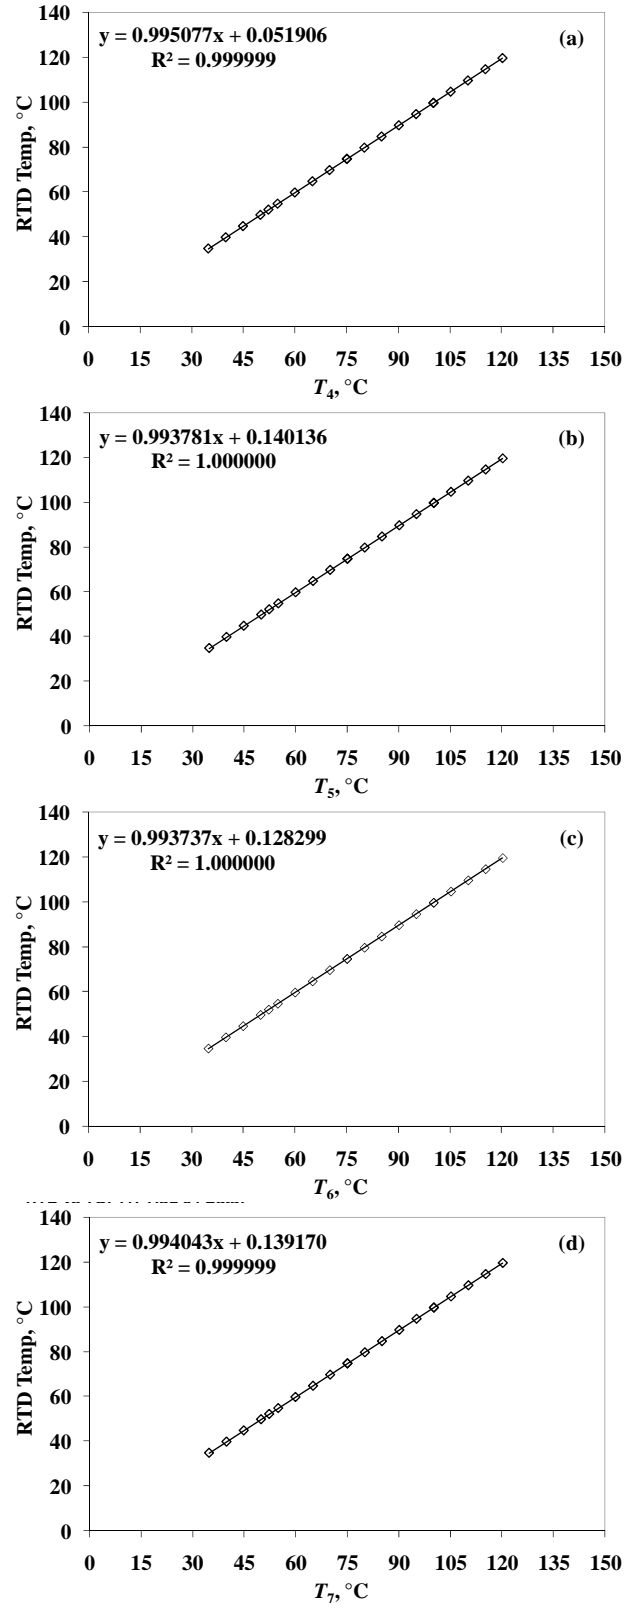 140
y = 0.995077x + 0.051906
(a)
R² = 0.999999
120
100
80
60
40
20
0
RTD Temp, °C
0 15 30 45 60 75 90 105 120 135 150
T₄, °C
140
y = 0.993781x + 0.140136
(b)
R² = 1.000000
120
100
80
60
40
20
0
RTD Temp, °C
0 15 30 45 60 75 90 105 120 135 150
T₅, °C
140
y = 0.993737x + 0.128299
(c)
R² = 1.000000
120
100
80
60
40
20
0
RTD Temp, °C
0 15 30 45 60 75 90 105 120 135 150
T₆, °C
140
y = 0.994043x + 0.139170
(d)
R² = 0.999999
120
100
80
60
40
20
0
RTD Temp, °C
0 15 30 45 60 75 90 105 120 135 150
T₇, °C